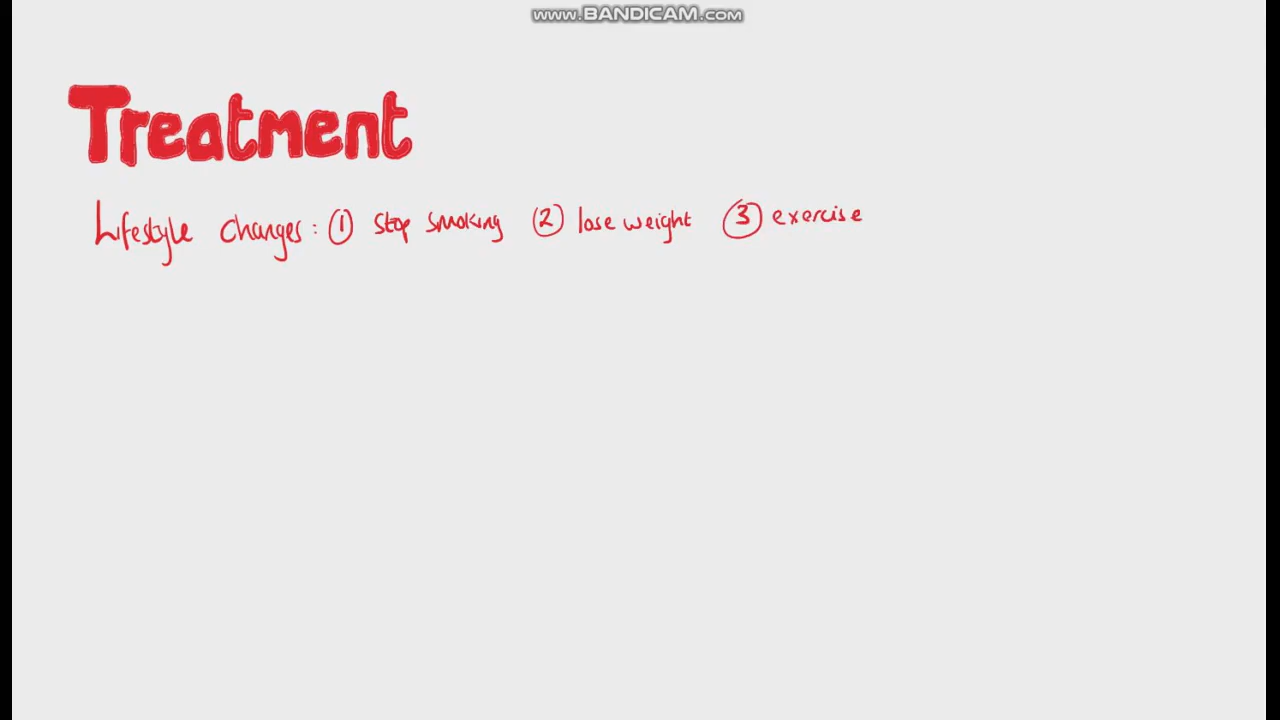 www.BANDICAM.com
Treatment
Lifestyle changes: ① stop smoking ② lose weight ③ exercise